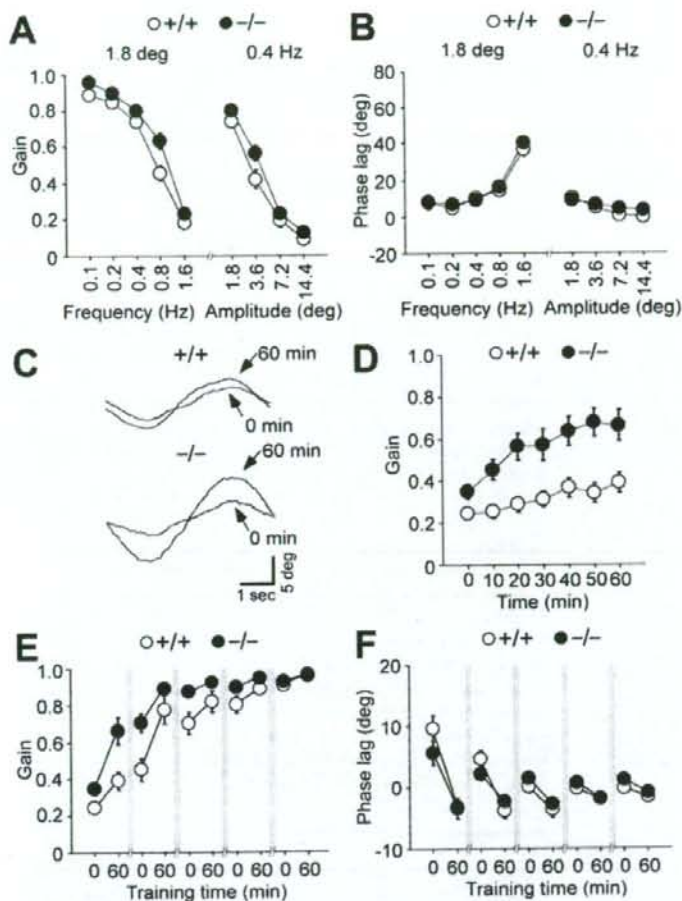 A
+/+ −/−
1.8 deg 0.4 Hz
Gain
1.0
0.8
0.6
0.4
0.2
0.1 0.2 0.4 0.8 1.6 1.8 3.6 7.2 14.4
Frequency (Hz) Amplitude (deg)
B
+/+ −/−
1.8 deg 0.4 Hz
Phase lag (deg)
80
60
40
20
0
20
0.1 0.2 0.4 0.8 1.6 1.8 3.6 7.2 14.4
Frequency (Hz) Amplitude (deg)
C
+/+
60 min
0 min
−/−
60 min
0 min
1 sec
5 deg
D
+/+ −/−
Gain
1.0
0.8
0.6
0.4
0.2
0
0 10 20 30 40 50 60
Time (min)
E
+/+ −/−
Gain
1.0
0.8
0.6
0.4
0.2
0
0 60 0 60 0 60 0 60 0 60
Training time (min)
F
+/+ −/−
Phase lag (deg)
20
10
0
-10
0 60 0 60 0 60 0 60 0 60
Training time (min)